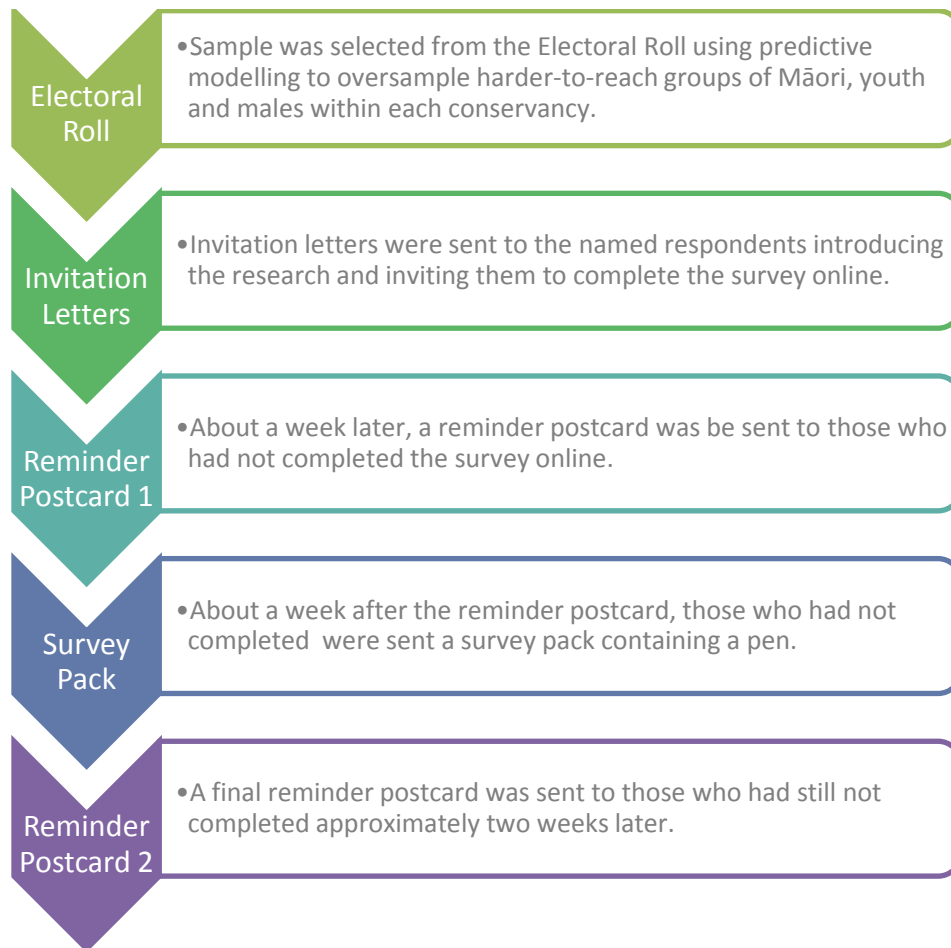 Electoral
Roll
•Sample was selected from the Electoral Roll using predictive
modelling to oversample harder-to-reach groups of Māori, youth
and males within each conservancy.
Invitation
Letters
•Invitation letters were sent to the named respondents introducing
the research and inviting them to complete the survey online.
Reminder
Postcard 1
•About a week later, a reminder postcard was be sent to those who
had not completed the survey online.
Survey
Pack
•About a week after the reminder postcard, those who had not
completed  were sent a survey pack containing a pen.
Reminder
Postcard 2
•A final reminder postcard was sent to those who had still not
completed approximately two weeks later.